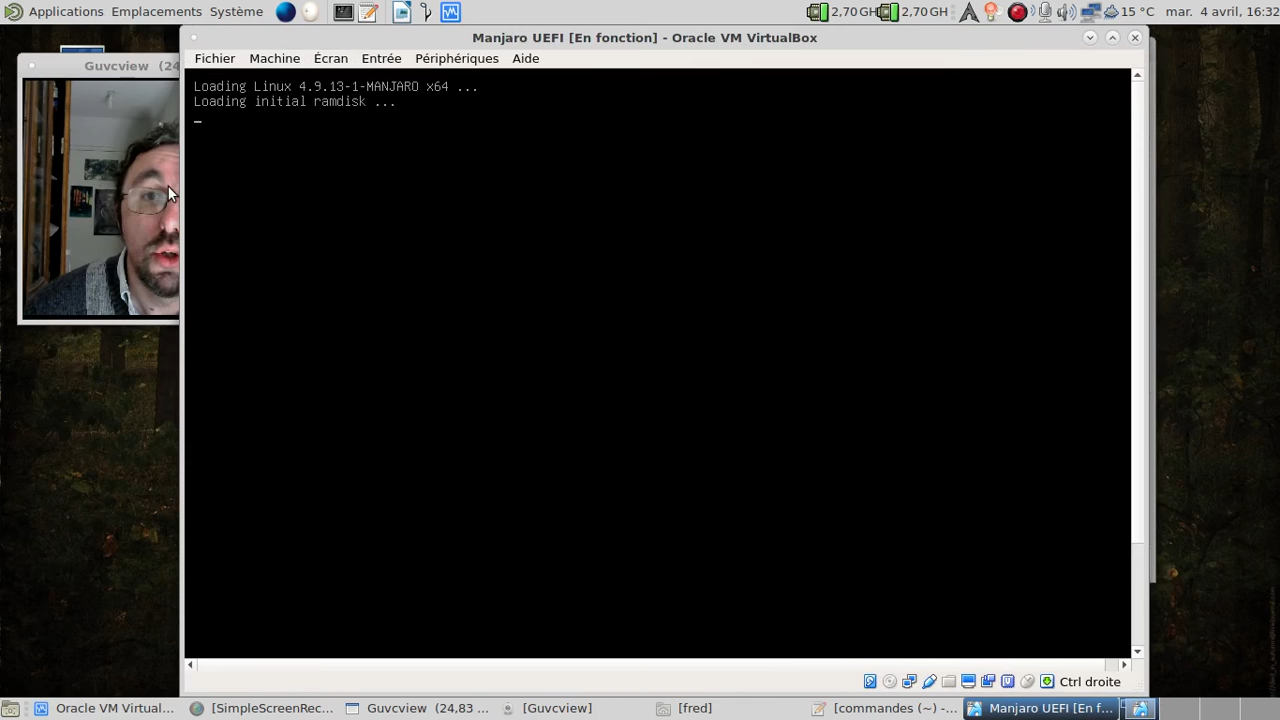 Applications Emplacements Système 2,70 GH 2,70 GH 15 °C mar. 4 avril, 16:32
Manjaro UEFI [En fonction] - Oracle VM VirtualBox
Guvcview (24
Fichier Machine Écran Entrée Périphériques Aide
Loading Linux 4.9.13-1-MANJARO x64 ...
Loading initial ramdisk ...
Ctrl droite
Oracle VM Virtual... [SimpleScreenRec... Guvcview (24,83 ... [Guvcview] [fred] [commandes (~) -... Manjaro UEFI [En f...